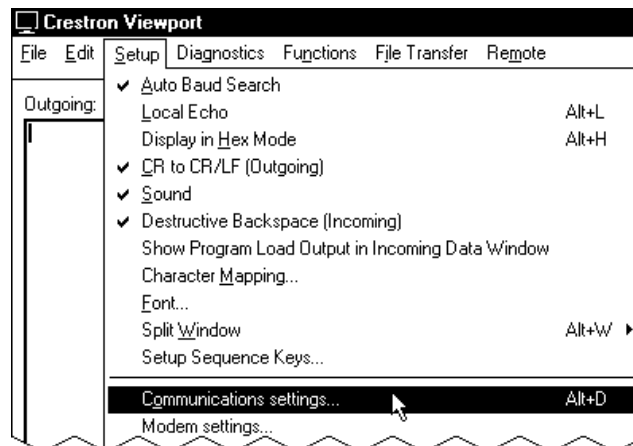 Crestron Viewport
File Edit Setup Diagnostics Functions File Transfer Remote
✔ Auto Baud Search
Outgoing:
Local Echo Alt+L
Display in Hex Mode Alt+H
✔ CR to CR/LF (Outgoing)
✔ Sound
✔ Destructive Backspace (Incoming)
Show Program Load Output in Incoming Data Window
Character Mapping...
Font...
Split Window Alt+W
Setup Sequence Keys...
Communications settings... Alt+D
Modem settings...